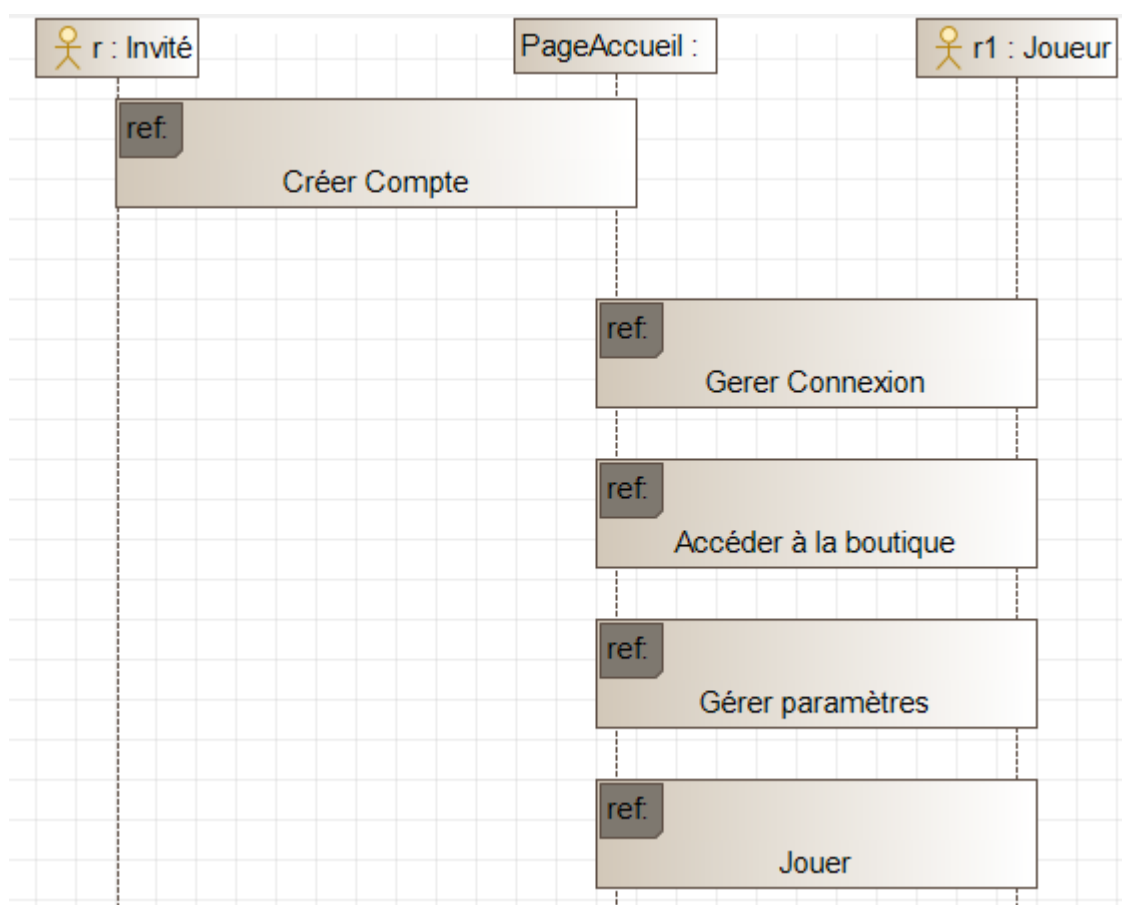 r : Invité
PageAccueil :
r1 : Joueur
ref:
Créer Compte
ref:
Gerer Connexion
ref:
Accéder à la boutique
ref:
Gérer paramètres
ref:
Jouer